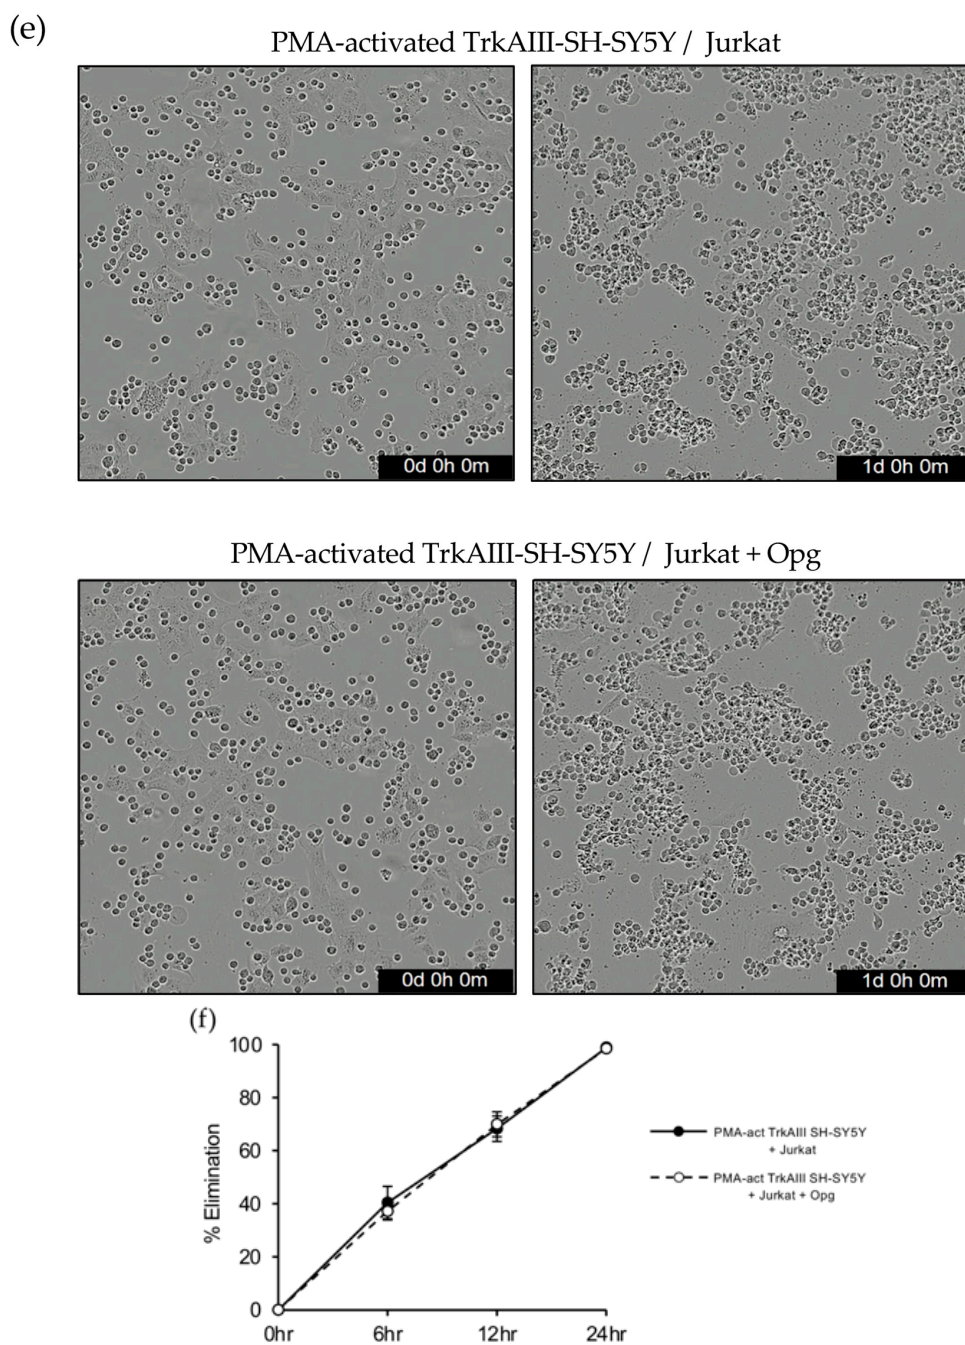 (e)
PMA-activated TrkAIII-SH-SY5Y / Jurkat
0d 0h 0m
1d 0h 0m
PMA-activated TrkAIII-SH-SY5Y / Jurkat + Opg
0d 0h 0m
1d 0h 0m
(f)
% Elimination
100
80
60
40
20
0
0hr
6hr
12hr
24hr
PMA-act TrkAIII SH-SY5Y
+ Jurkat
PMA-act TrkAIII SH-SY5Y
+ Jurkat + Opg